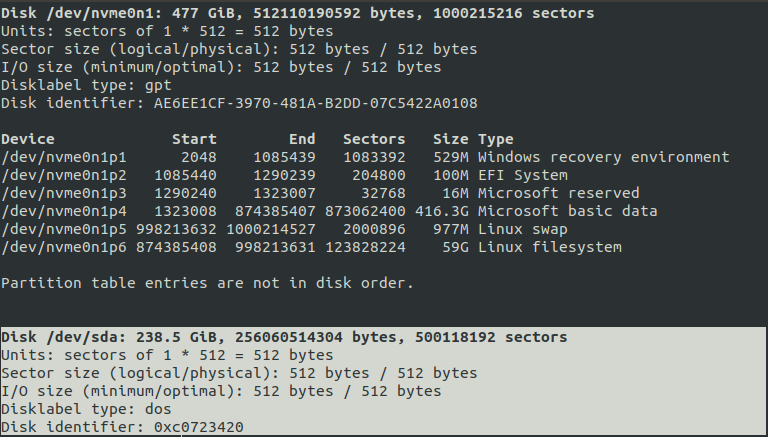 Disk /dev/nvme0n1: 477 GiB, 512110190592 bytes, 1000215216 sectors
Units: sectors of 1 * 512 = 512 bytes
Sector size (logical/physical): 512 bytes / 512 bytes
I/O size (minimum/optimal): 512 bytes / 512 bytes
Disklabel type: gpt
Disk identifier: AE6EE1CF-3970-481A-B2DD-07C5422A0108
Device Start End Sectors Size Type
/dev/nvme0n1p1 2048 1085439 1083392 529M Windows recovery environment
/dev/nvme0n1p2 1085440 1290239 204800 100M EFI System
/dev/nvme0n1p3 1290240 1323007 32768 16M Microsoft reserved
/dev/nvme0n1p4 1323008 874385407 873062400 416.3G Microsoft basic data
/dev/nvme0n1p5 998213632 1000214527 2000896 977M Linux swap
/dev/nvme0n1p6 874385408 998213631 123828224 59G Linux filesystem
Partition table entries are not in disk order.
Disk /dev/sda: 238.5 GiB, 256060514304 bytes, 500118192 sectors
Units: sectors of 1 * 512 = 512 bytes
Sector size (logical/physical): 512 bytes / 512 bytes
I/O size (minimum/optimal): 512 bytes / 512 bytes
Disklabel type: dos
Disk identifier: 0xc0723420